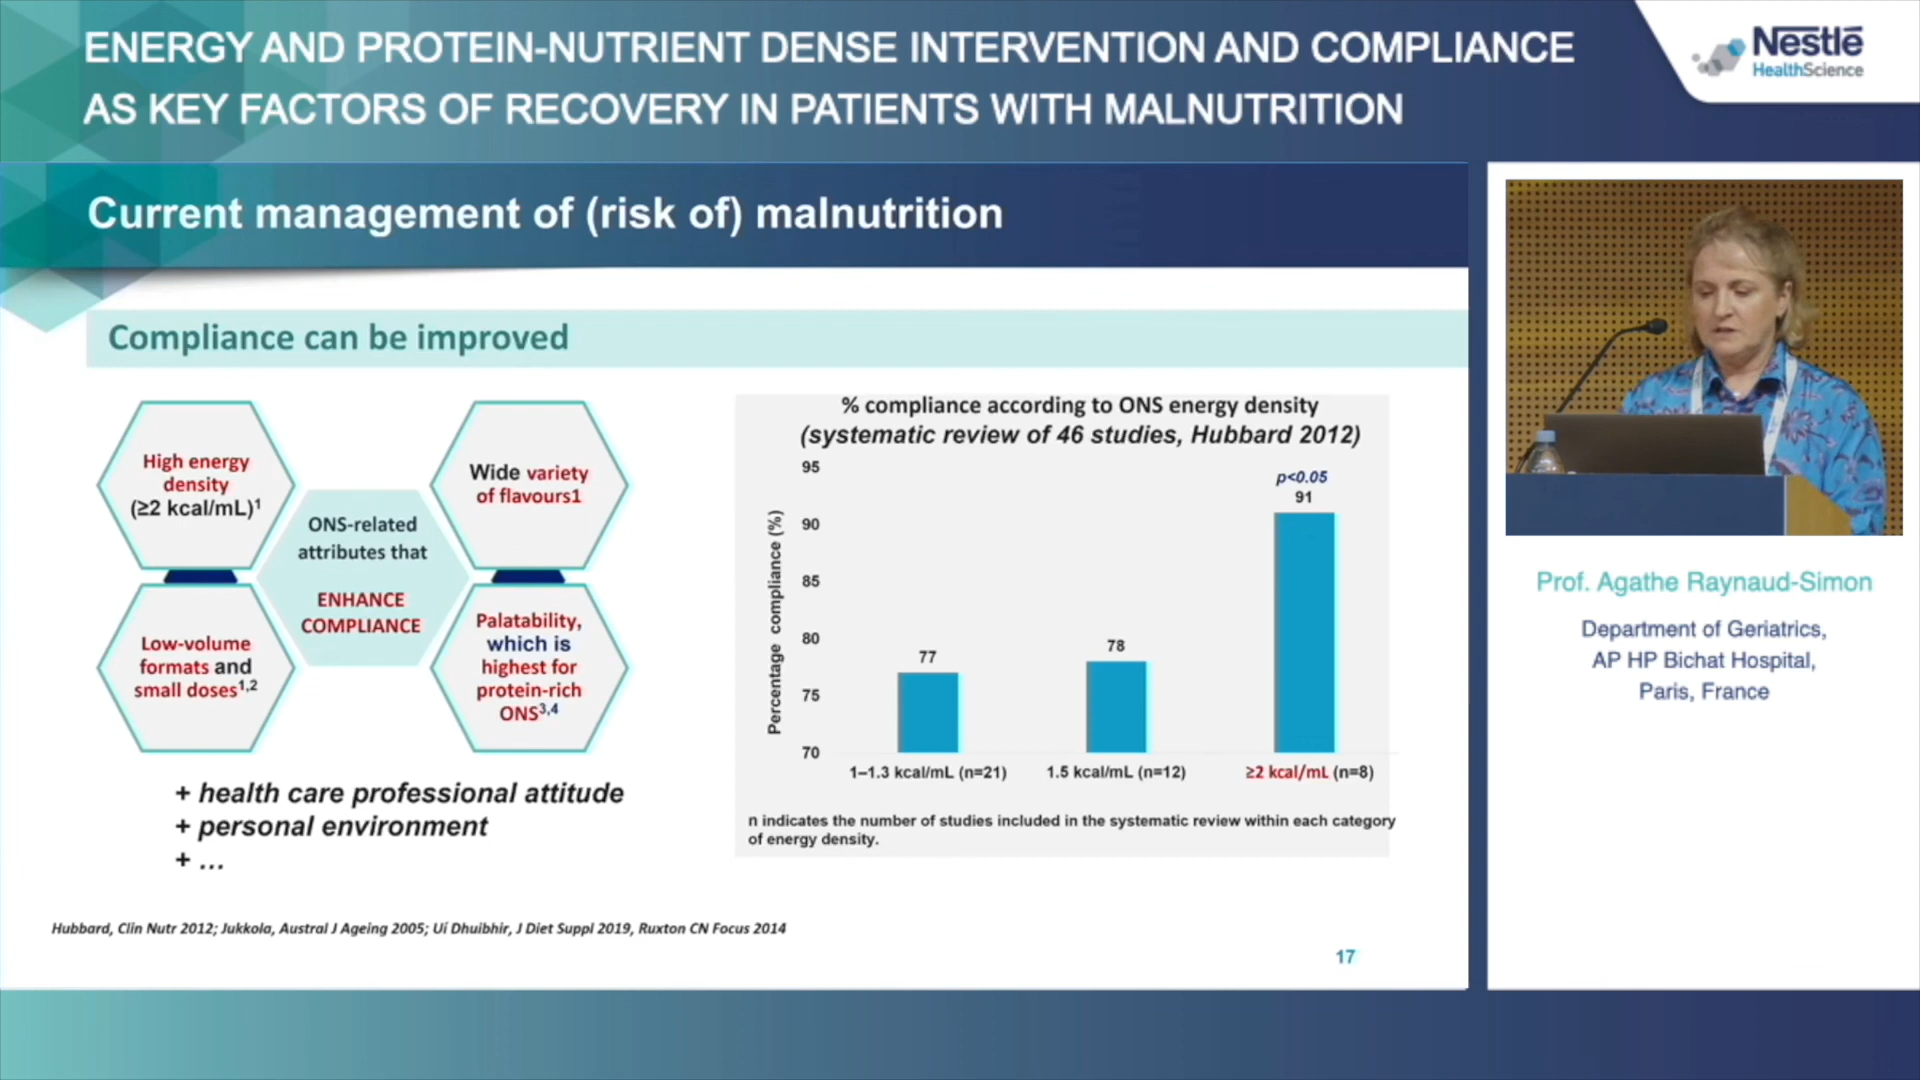 ENERGY AND PROTEIN-NUTRIENT DENSE INTERVENTION AND COMPLIANCE
AS KEY FACTORS OF RECOVERY IN PATIENTS WITH MALNUTRITION
Nestlé
HealthScience
Current management of (risk of) malnutrition
Compliance can be improved
High energy
density
(≥2 kcal/mL)¹
Wide variety
of flavours1
ONS-related
attributes that
ENHANCE
COMPLIANCE
Low-volume
formats and
small doses¹,²
Palatability,
which is
highest for
protein-rich
ONS³,⁴
+ health care professional attitude
+ personal environment
+ …
% compliance according to ONS energy density
(systematic review of 46 studies, Hubbard 2012)
Percentage compliance (%)
95
90
85
80
75
70
77
78
p<0.05
91
1–1.3 kcal/mL (n=21)
1.5 kcal/mL (n=12)
≥2 kcal/mL (n=8)
n indicates the number of studies included in the systematic review within each category
of energy density.
Hubbard, Clin Nutr 2012; Jukkola, Austral J Ageing 2005; Uí Dhuibhir, J Diet Suppl 2019, Ruxton CN Focus 2014
17
Prof. Agathe Raynaud-Simon
Department of Geriatrics,
AP HP Bichat Hospital,
Paris, France